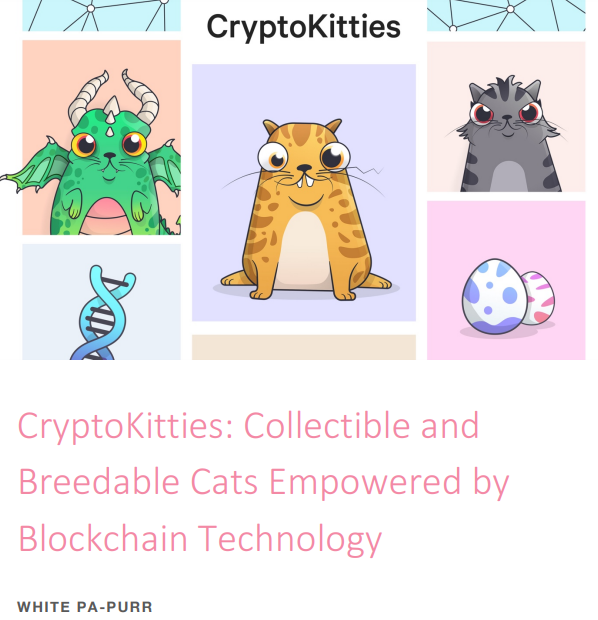 CryptoKitties
CryptoKitties: Collectible and
Breedable Cats Empowered by
Blockchain Technology
WHITE PA-PURR